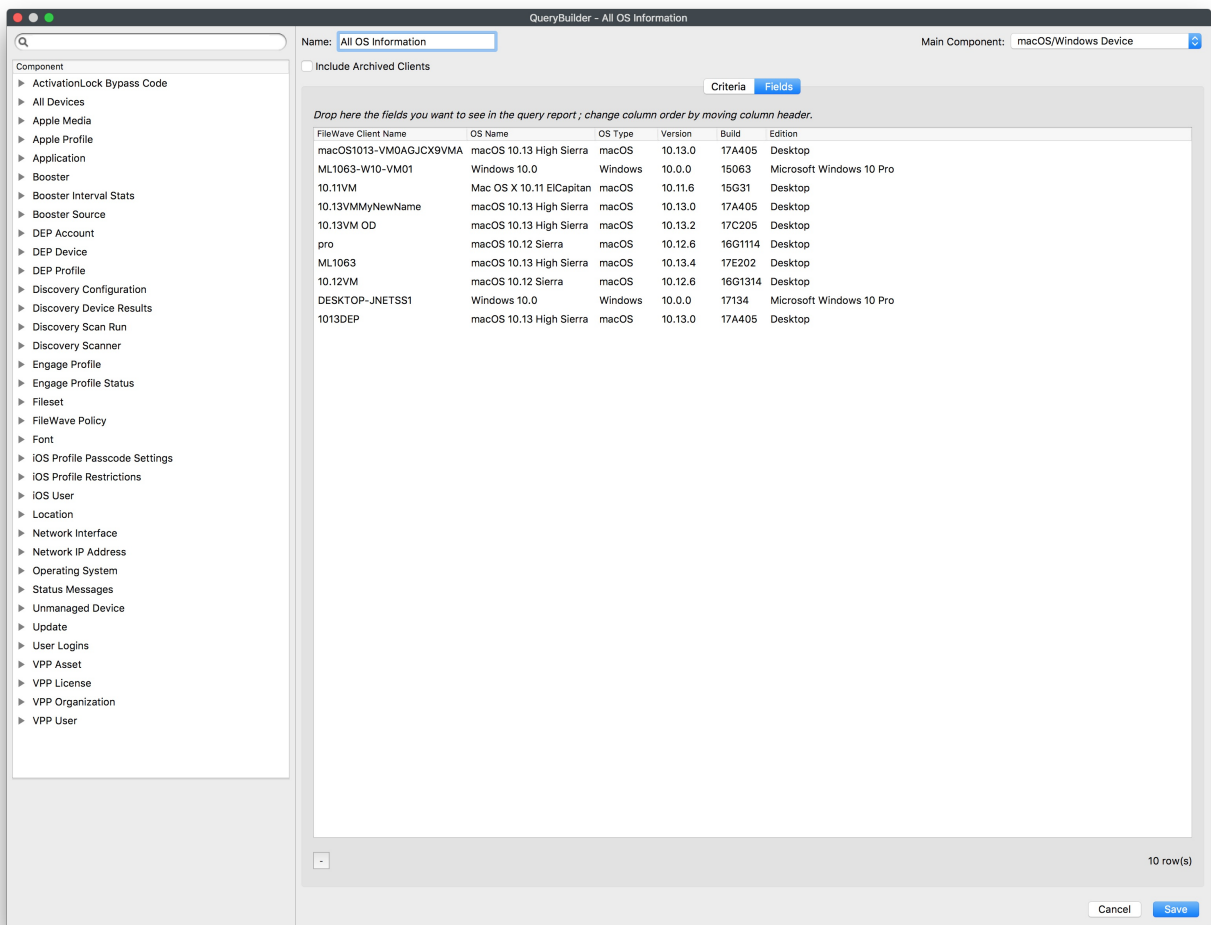 QueryBuilder - All OS Information
Name: All OS Information
Main Component: macOS/Windows Device
Include Archived Clients
Criteria Fields
Drop here the fields you want to see in the query report ; change column order by moving column header.
FileWave Client Name OS Name OS Type Version Build Edition
macOS1013-VM0AGJCX9VMA macOS 10.13 High Sierra macOS 10.13.0 17A405 Desktop
ML1063-W10-VM01 Windows 10.0 Windows 10.0.0 15063 Microsoft Windows 10 Pro
10.11VM Mac OS X 10.11 ElCapitan macOS 10.11.6 15G31 Desktop
10.13VMMyNewName macOS 10.13 High Sierra macOS 10.13.0 17A405 Desktop
10.13VM OD macOS 10.13 High Sierra macOS 10.13.2 17C205 Desktop
pro macOS 10.12 Sierra macOS 10.12.6 16G1114 Desktop
ML1063 macOS 10.13 High Sierra macOS 10.13.4 17E202 Desktop
10.12VM macOS 10.12 Sierra macOS 10.12.6 16G1314 Desktop
DESKTOP-JNETSS1 Windows 10.0 Windows 10.0.0 17134 Microsoft Windows 10 Pro
1013DEP macOS 10.13 High Sierra macOS 10.13.0 17A405 Desktop
Component
ActivationLock Bypass Code
All Devices
Apple Media
Apple Profile
Application
Booster
Booster Interval Stats
Booster Source
DEP Account
DEP Device
DEP Profile
Discovery Configuration
Discovery Device Results
Discovery Scan Run
Discovery Scanner
Engage Profile
Engage Profile Status
Fileset
FileWave Policy
Font
iOS Profile Passcode Settings
iOS Profile Restrictions
iOS User
Location
Network Interface
Network IP Address
Operating System
Status Messages
Unmanaged Device
Update
User Logins
VPP Asset
VPP License
VPP Organization
VPP User
-
10 row(s)
Cancel Save